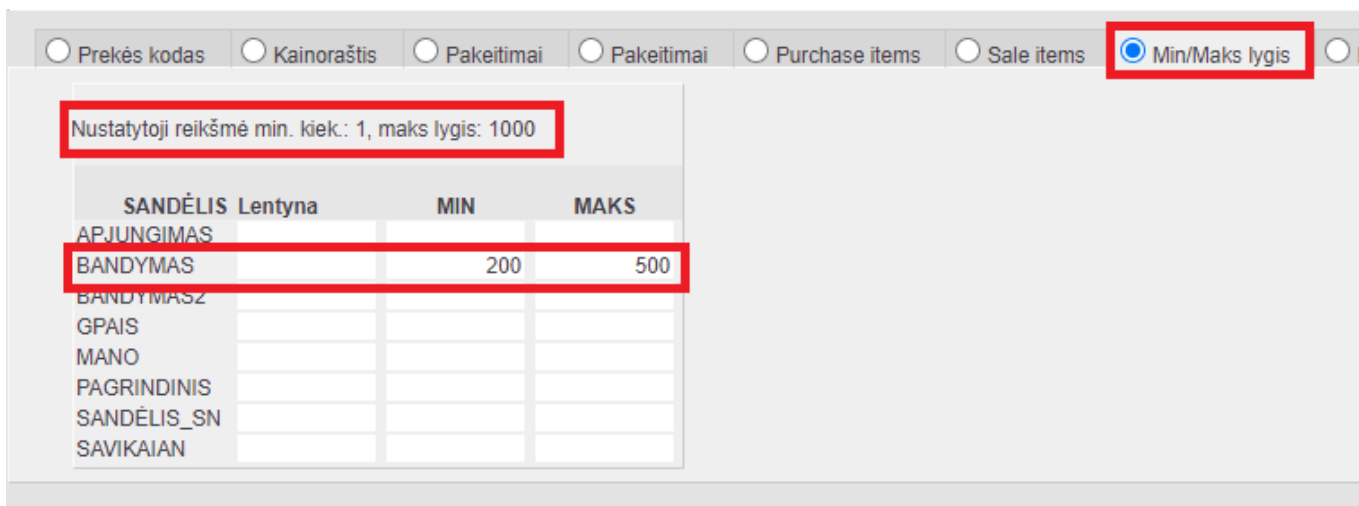 Prekės kodas Kainoraštis Pakeitimai Pakeitimai Purchase items Sale items Min/Maks lygis
Nustatytoji reikšmė min. kiek.: 1, maks lygis: 1000
SANDĖLIS Lentyna MIN MAKS
APJUNGIMAS
BANDYMAS 200 500
BANDYMAS2
GPAIS
MANO
PAGRINDINIS
SANDĖLIS_SN
SAVIKAIAN